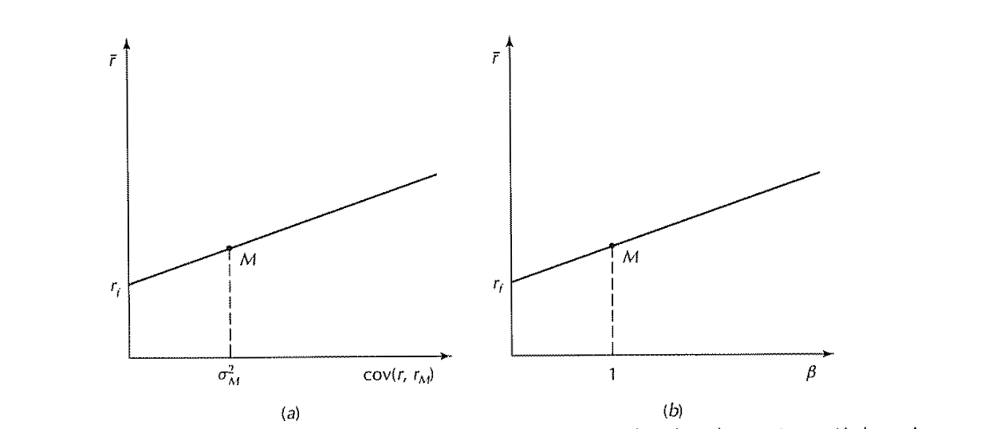 r̄
M
r_f
σ²_M
cov(r, r_M)
(a)
r̄
M
r_f
1
β
(b)